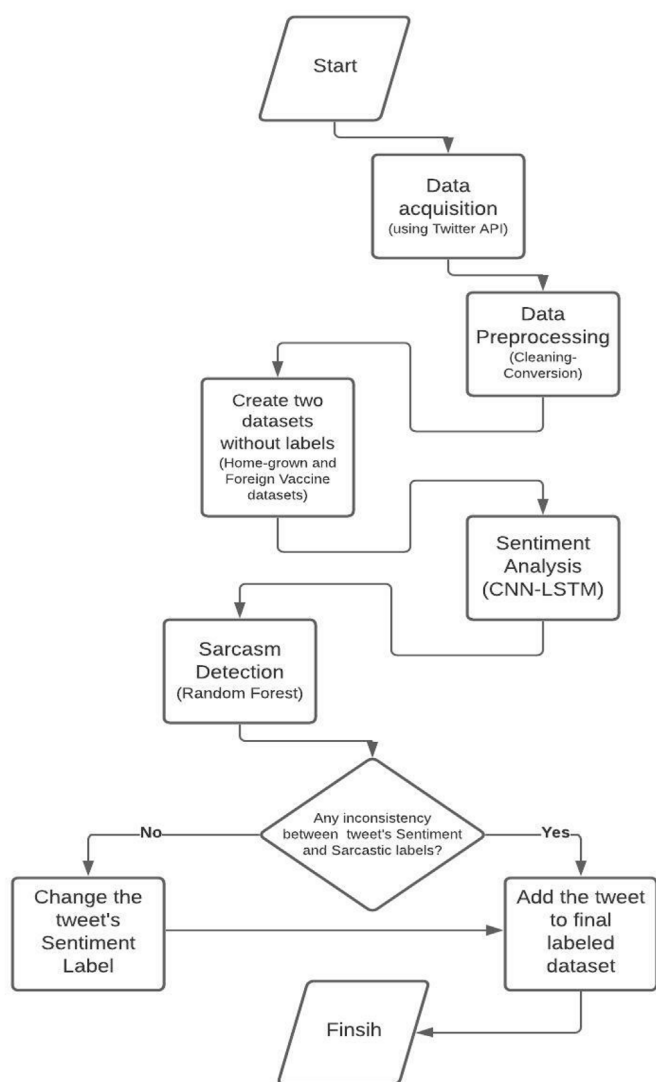 Start
Data
acquisition
(using Twitter API)
Data
Preprocessing
(Cleaning-
Conversion)
Create two
datasets
without labels
(Home-grown and
Foreign Vaccine
datasets)
Sentiment
Analysis
(CNN-LSTM)
Sarcasm
Detection
(Random Forest)
Any inconsistency
between tweet's Sentiment
and Sarcastic labels?
No
Yes
Change the
tweet's
Sentiment
Label
Add the tweet
to final
labeled
dataset
Finsih